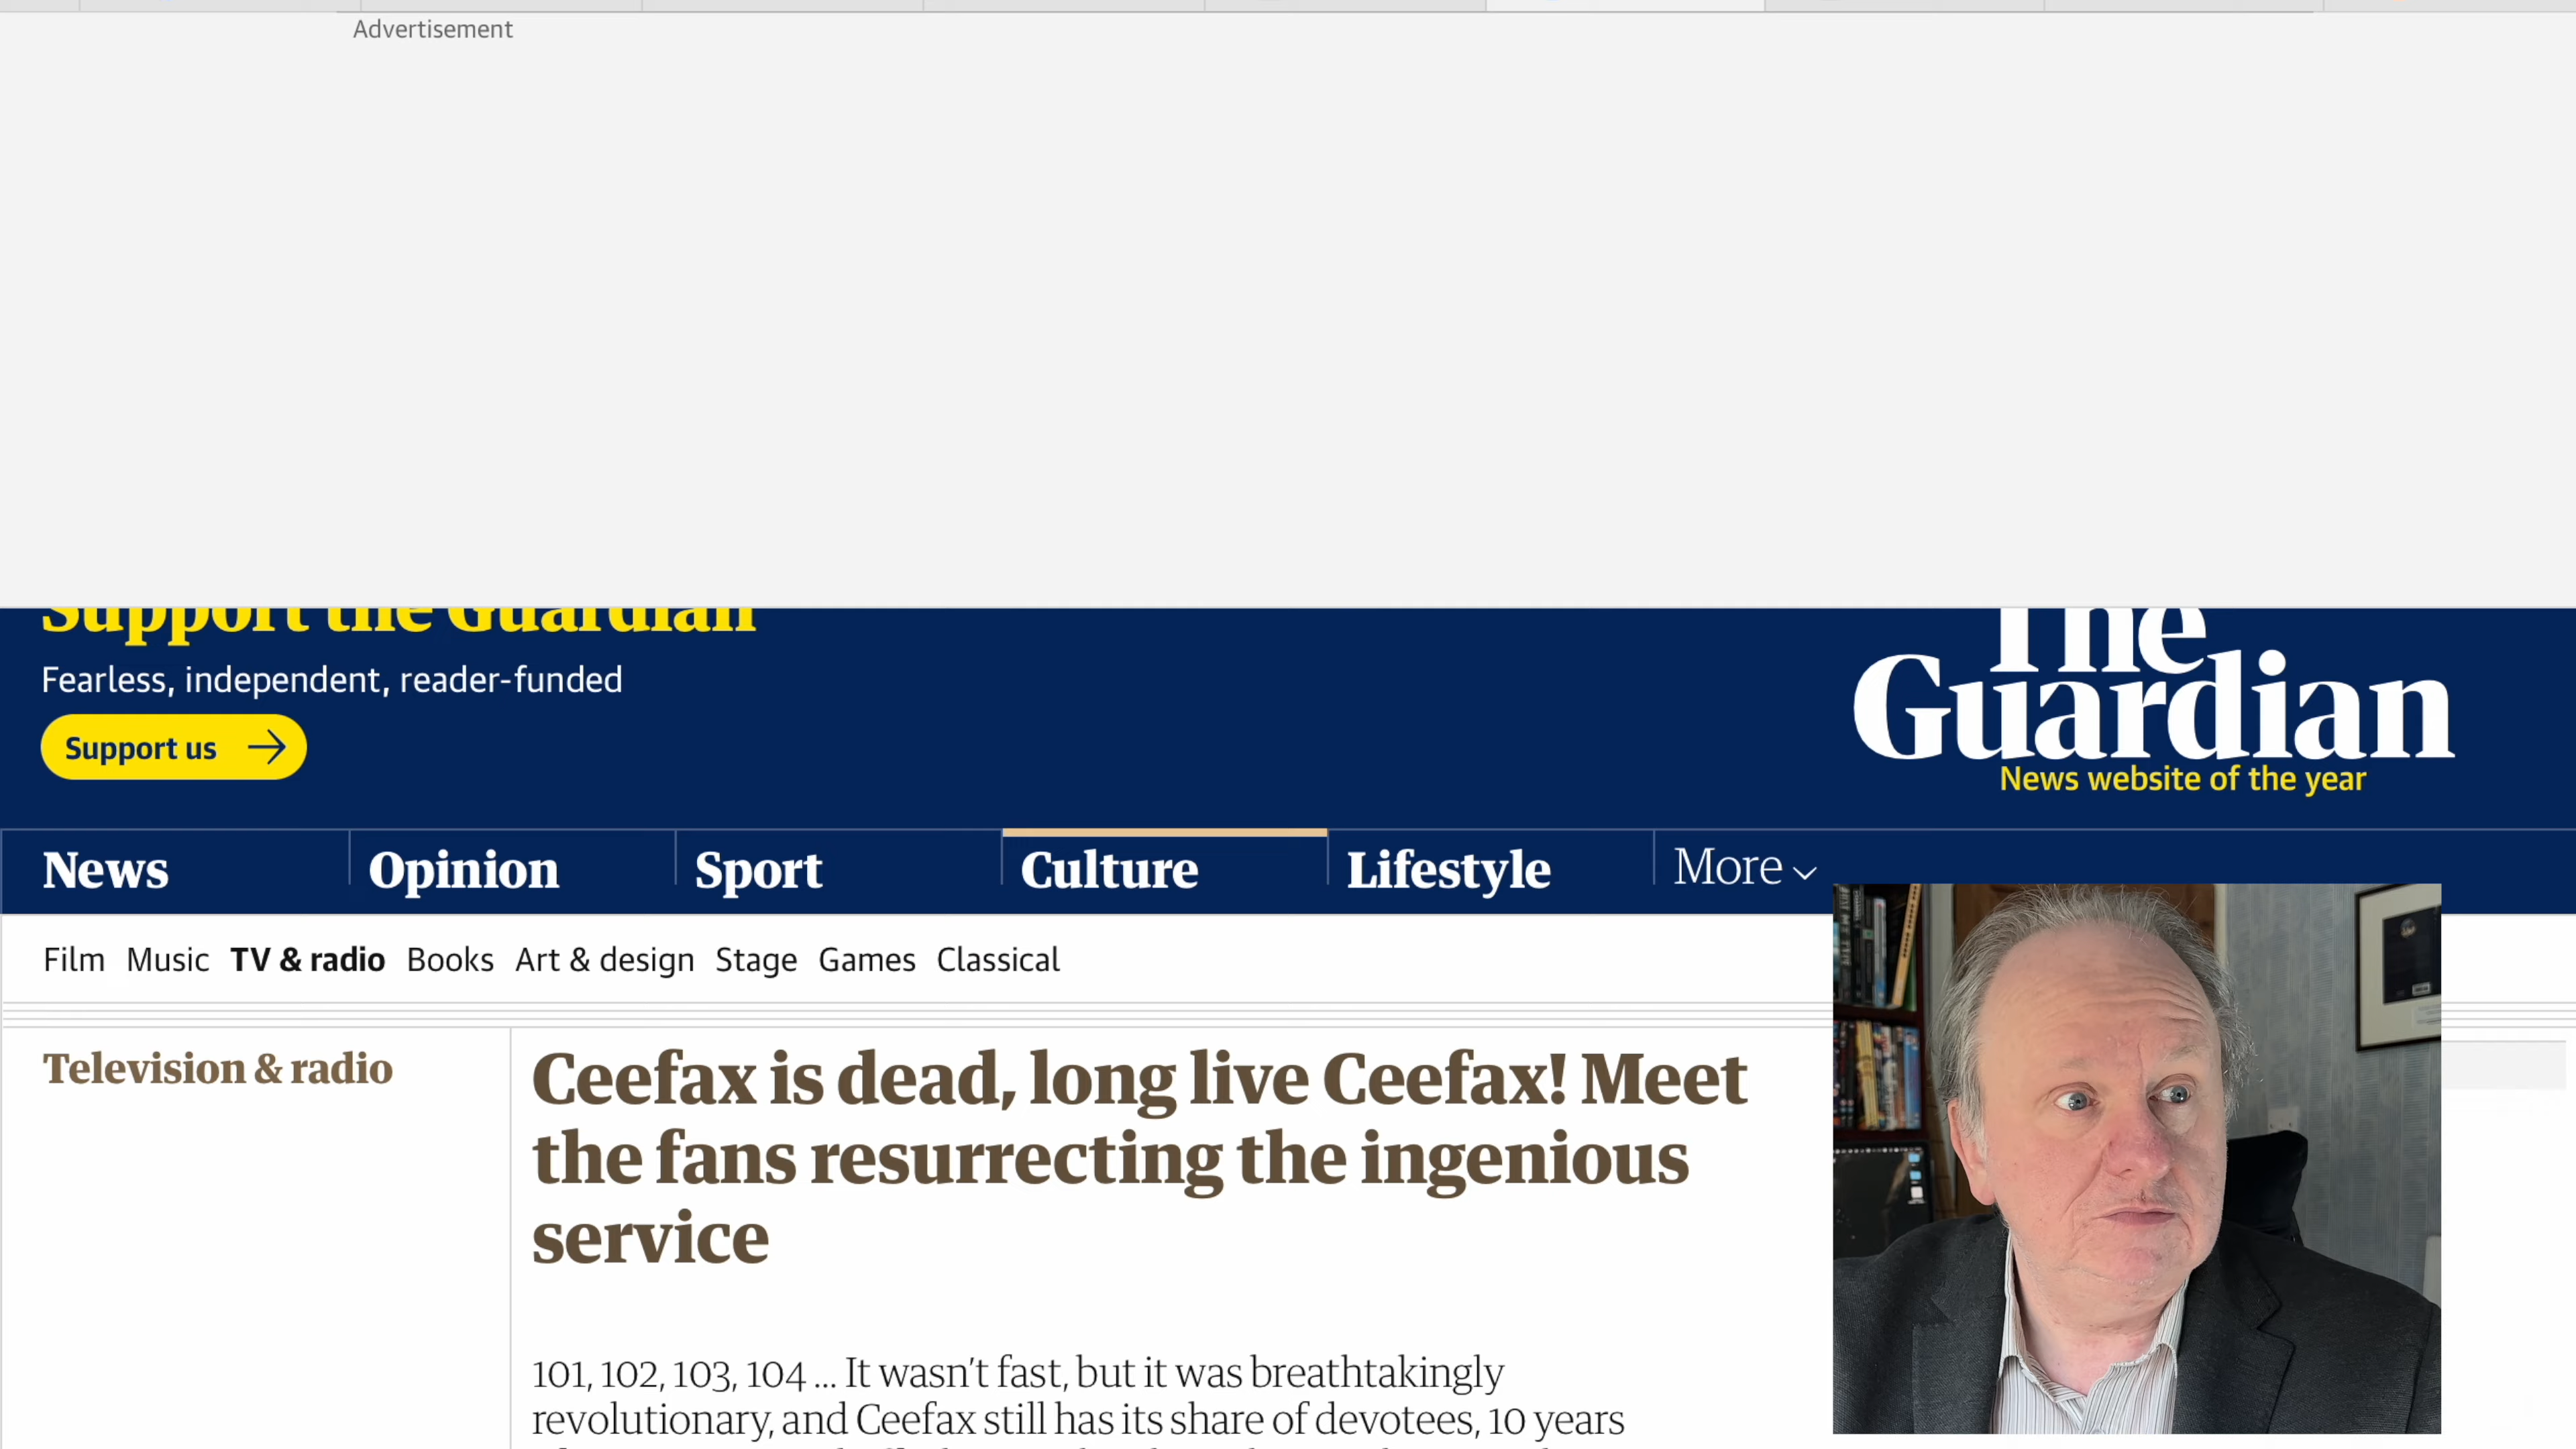 Advertisement
Support the Guardian
Fearless, independent, reader-funded
Support us
The
Guardian
News website of the year
News Opinion Sport Culture Lifestyle More
Film Music TV & radio Books Art & design Stage Games Classical
Television & radio
Ceefax is dead, long live Ceefax! Meet
the fans resurrecting the ingenious
service
101, 102, 103, 104 ... It wasn't fast, but it was breathtakingly
revolutionary, and Ceefax still has its share of devotees, 10 years